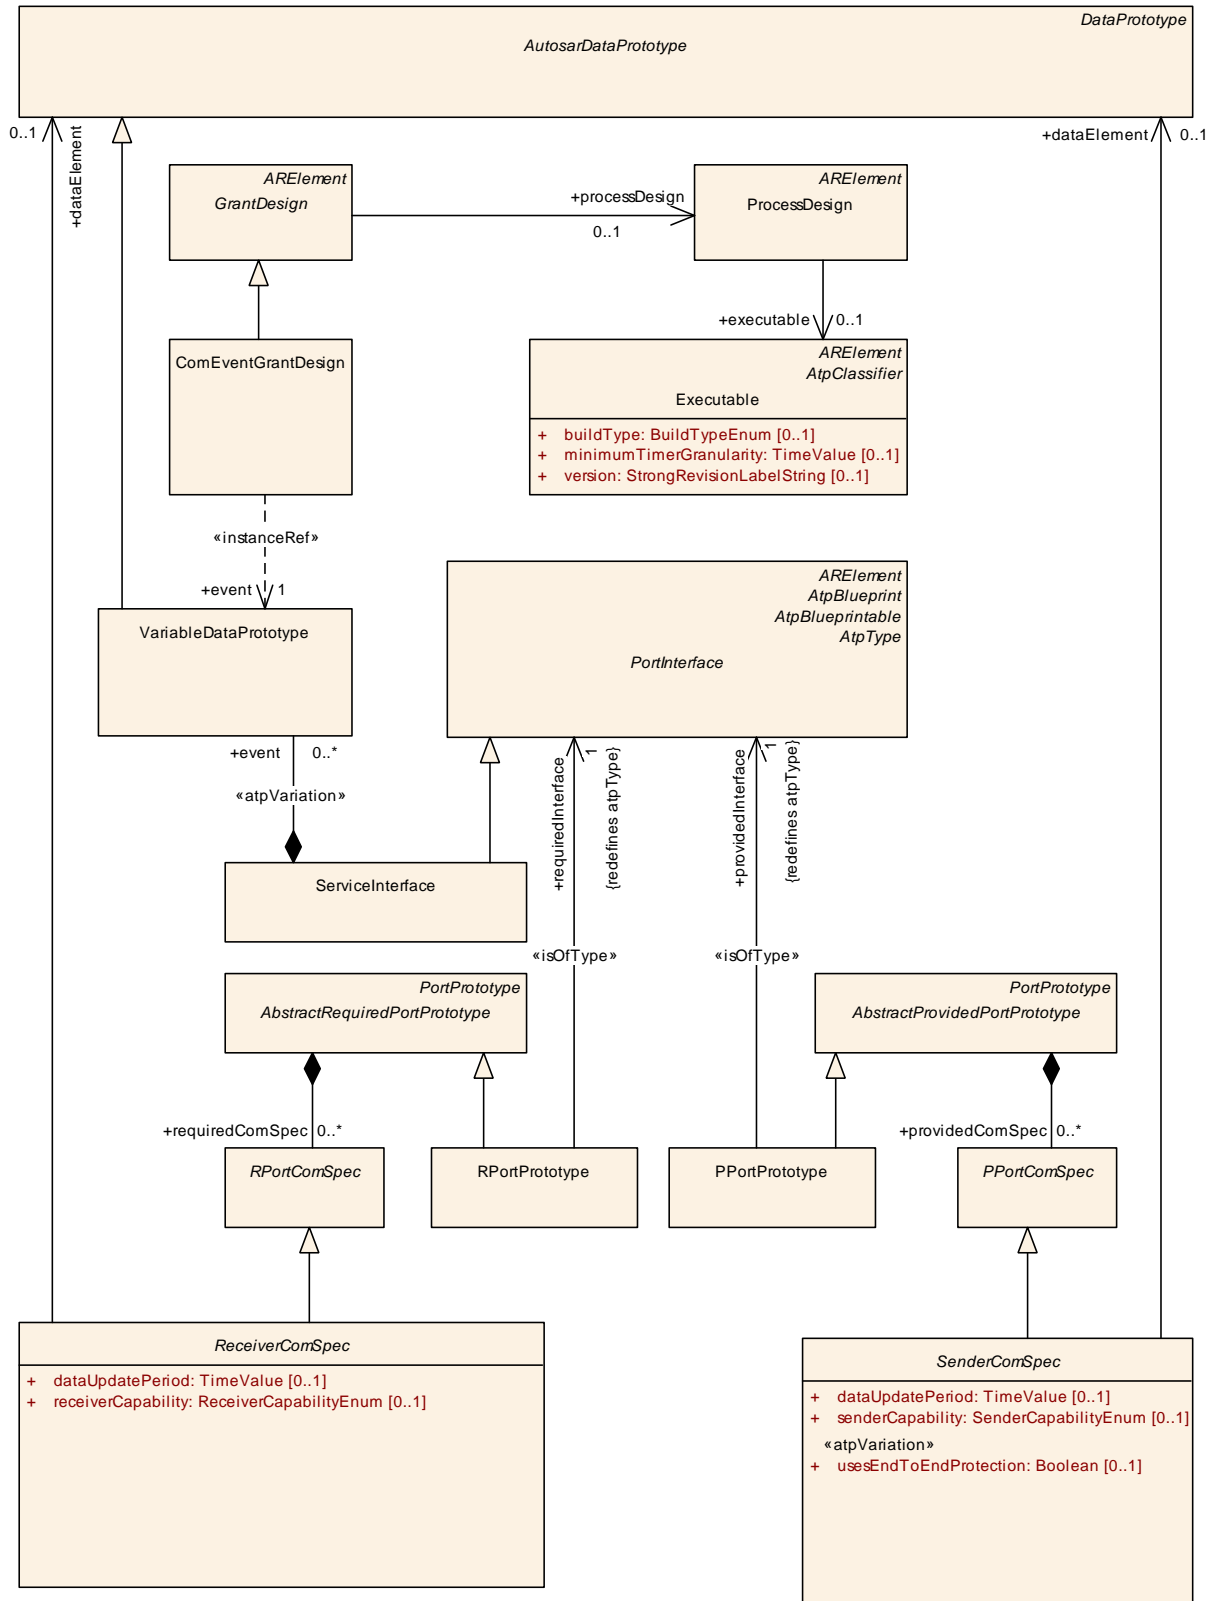 DataPrototype
AutosarDataPrototype
0..1
+dataElement
+dataElement
0..1
ARElement
GrantDesign
+processDesign
0..1
ARElement
ProcessDesign
+executable
0..1
ComEventGrantDesign
ARElement
AtpClassifier
Executable
+ buildType: BuildTypeEnum [0..1]
+ minimumTimerGranularity: TimeValue [0..1]
+ version: StrongRevisionLabelString [0..1]
«instanceRef»
+event
1
VariableDataPrototype
ARElement
AtpBlueprint
AtpBlueprintable
AtpType
PortInterface
+event
0..*
«atpVariation»
+requiredInterface
1
{redefines atpType}
+providedInterface
1
{redefines atpType}
ServiceInterface
«isOfType»
«isOfType»
PortPrototype
AbstractRequiredPortPrototype
PortPrototype
AbstractProvidedPortPrototype
+requiredComSpec
0..*
+providedComSpec
0..*
RPortComSpec
RPortPrototype
PPortPrototype
PPortComSpec
ReceiverComSpec
+ dataUpdatePeriod: TimeValue [0..1]
+ receiverCapability: ReceiverCapabilityEnum [0..1]
SenderComSpec
+ dataUpdatePeriod: TimeValue [0..1]
+ senderCapability: SenderCapabilityEnum [0..1]
«atpVariation»
+ usesEndToEndProtection: Boolean [0..1]